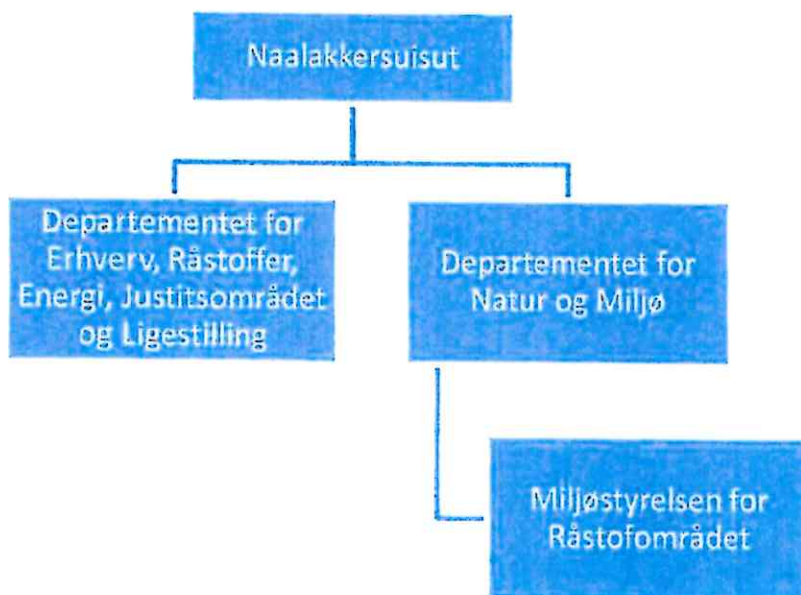 Naalakkersuisut
Departementet for
Erhverv, Råstoffer,
Energi, Justitsområdet
og Ligestilling
Departementet for
Natur og Miljø
Miljøstyrelsen for
Råstofområdet